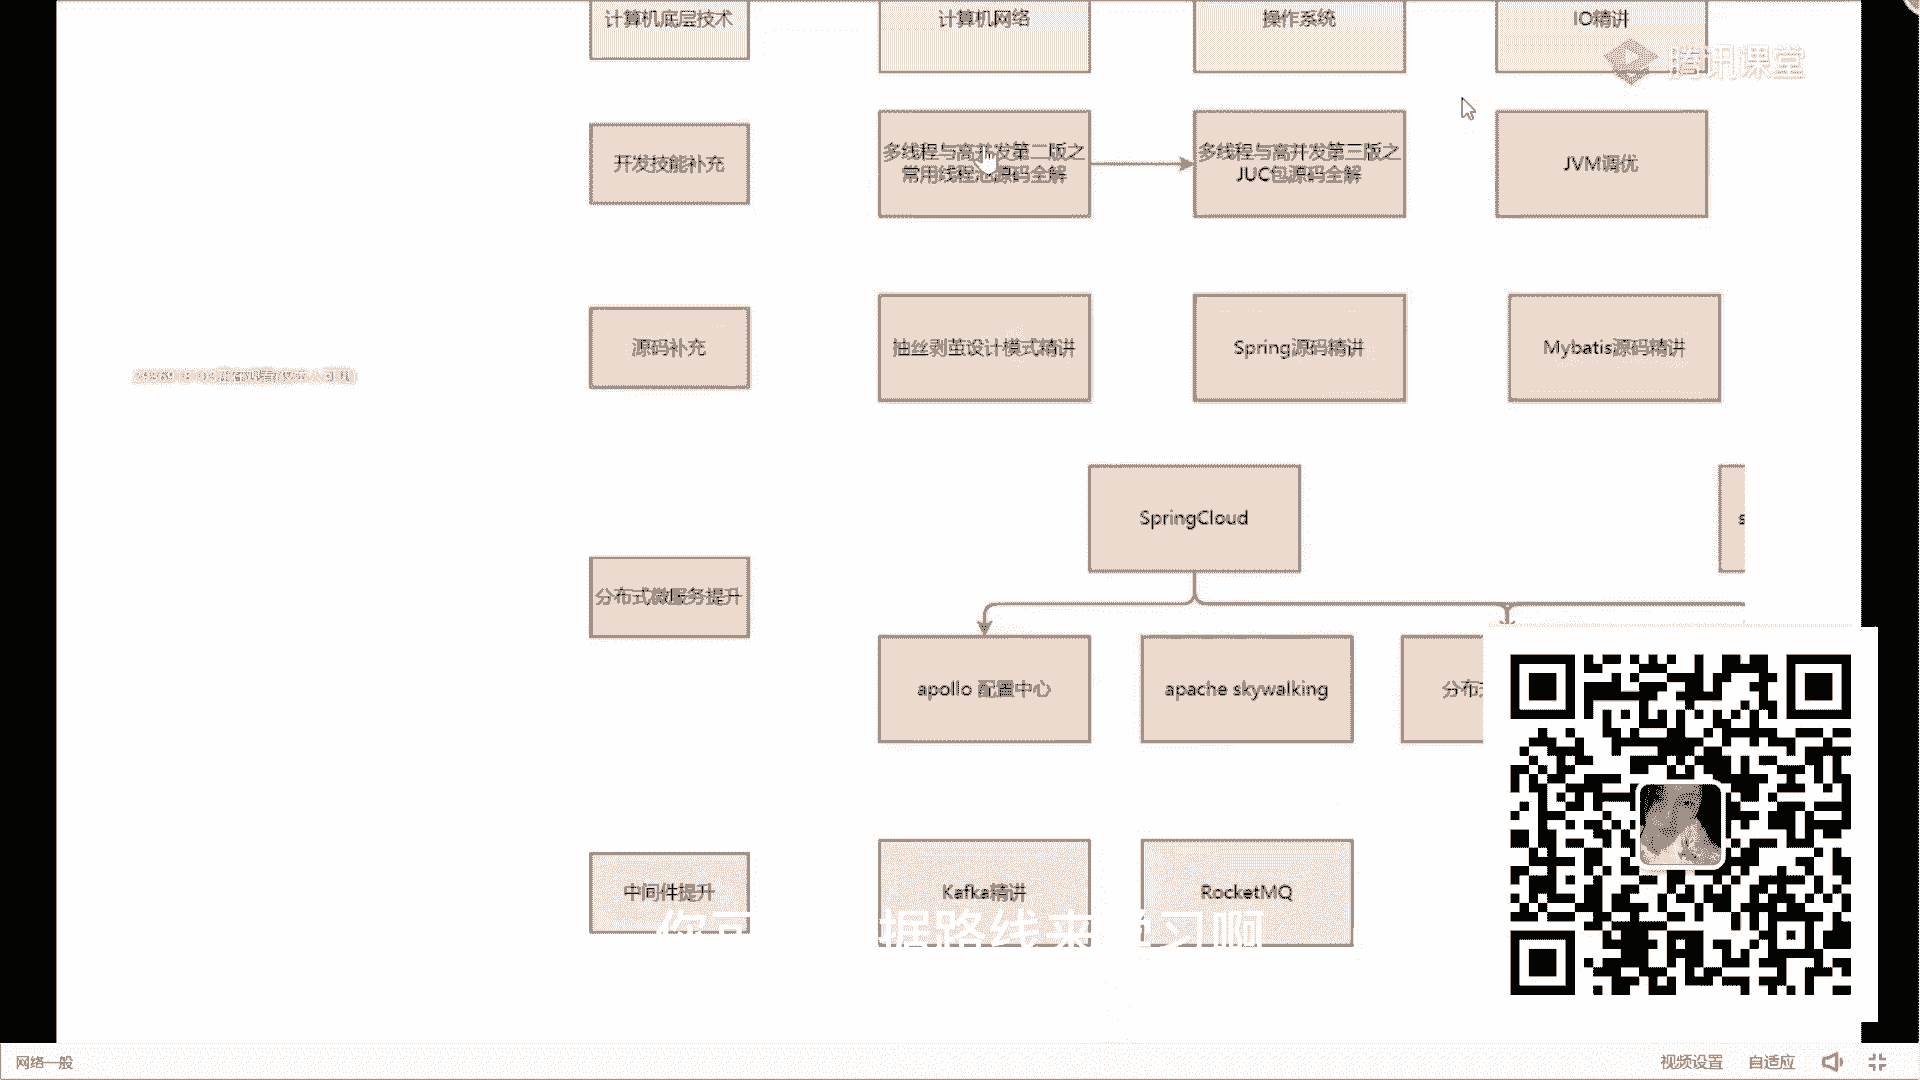 计算机底层技术
计算机网络
操作系统
IO精讲
腾讯课堂
开发技能补充
多线程与高并发第二版之
常用线程池源码全解
多线程与高并发第三版之
JUC包源码全解
JVM调优
源码补充
抽丝剥茧设计模式精讲
Spring源码精讲
Mybatis源码精讲
SpringCloud
s
分布式微服务提升
apollo 配置中心
apache skywalking
分布
中间件提升
Kafka精讲
RocketMQ
据路线来学习啊
网络一般
视频设置
自适应